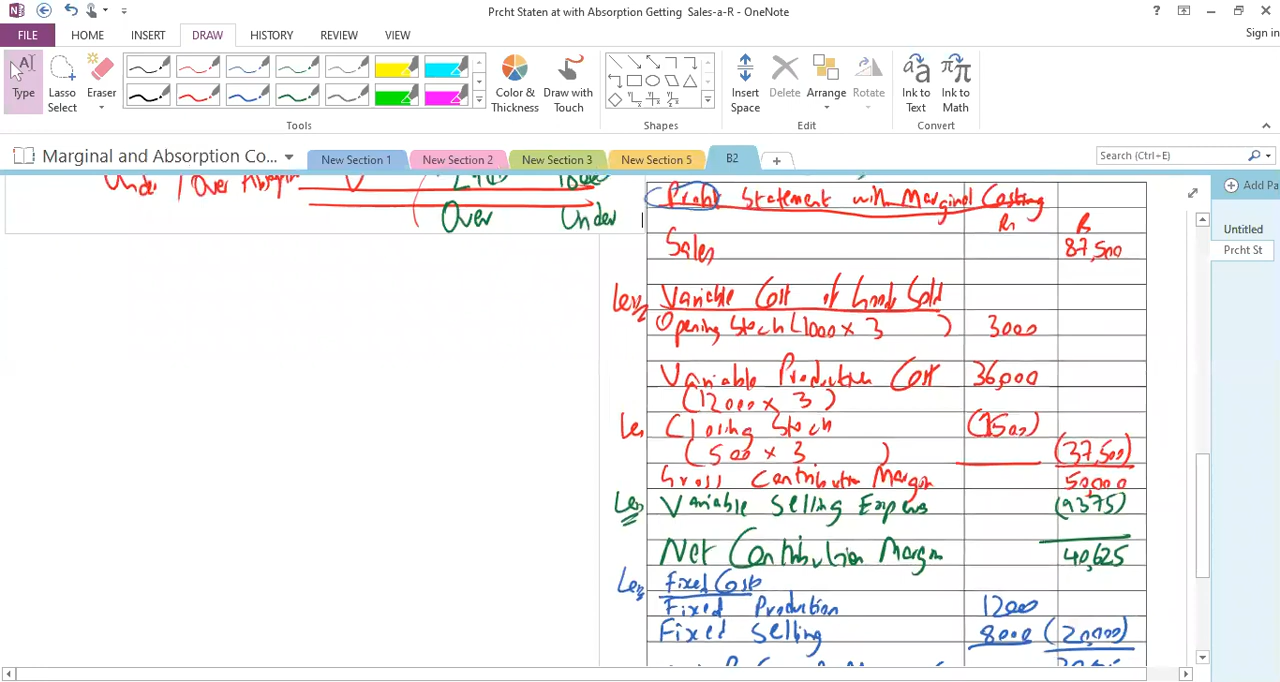 Prcht Staten at with Absorption Getting Sales-a-R - OneNote
FILE HOME INSERT DRAW HISTORY REVIEW VIEW Sign in
Type Lasso Select Eraser Color & Thickness Draw with Touch Insert Space Delete Arrange Rotate Ink to Text Ink to Math
Tools Shapes Edit Convert
Marginal and Absorption Co... New Section 1 New Section 2 New Section 3 New Section 5 B2 Search (Ctrl+E)
Add Pa
Untitled
Prcht St
Under / Over
Over Under
Profit Statement with Marginal Costing
Rs Rs
Sales 87,500
Less Variable Cost of Goods Sold
Opening Stock (1000 x 3 ) 3000
Variable Production Cost 36,000
(12000 x 3 )
Less Closing Stock (1500)
(500 x 3 ) (37,500)
Gross Contribution Margin 50,000
Less Variable Selling Expens (9375)
Net Contribution Margin 40,625
Less Fixed Cost
Fixed Production 12000
Fixed Selling 8000 (20,000)